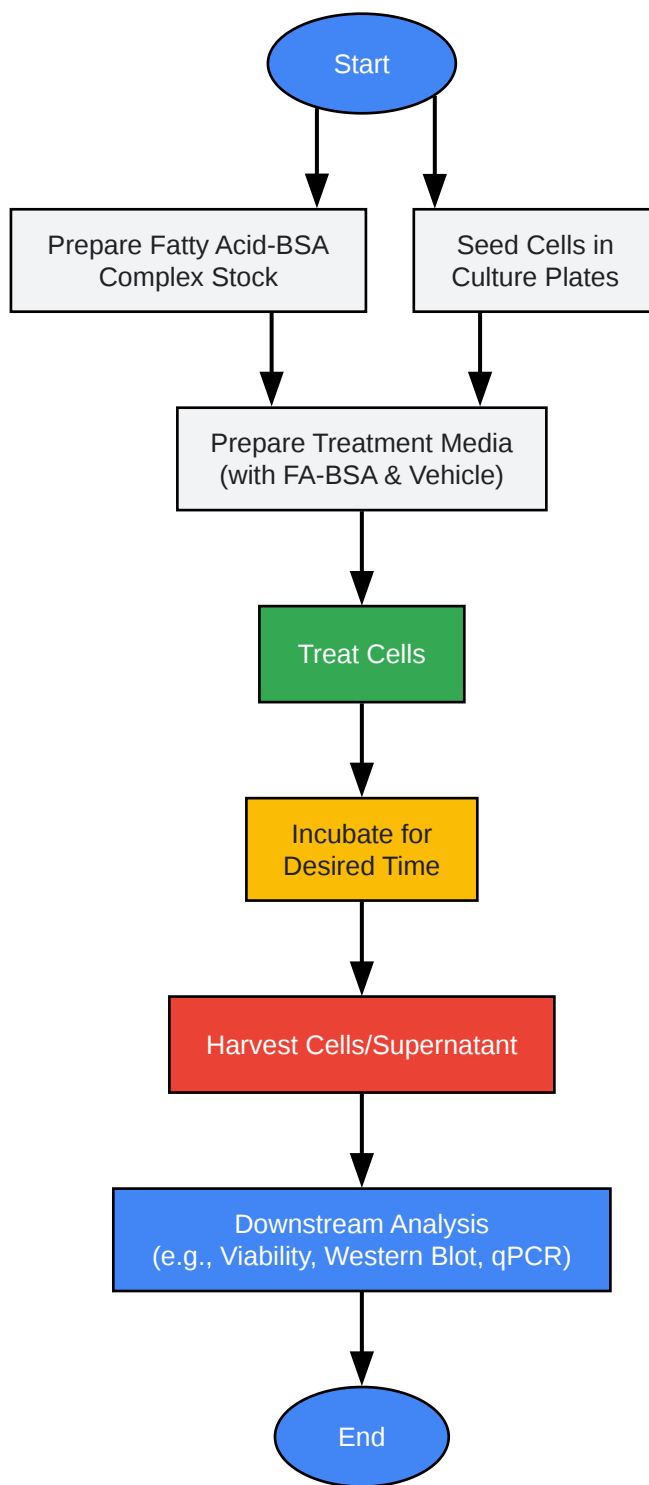 Start
Prepare Fatty Acid-BSA
Complex Stock
Seed Cells in
Culture Plates
Prepare Treatment Media
(with FA-BSA & Vehicle)
Treat Cells
Incubate for
Desired Time
Harvest Cells/Supernatant
Downstream Analysis
(e.g., Viability, Western Blot, qPCR)
End